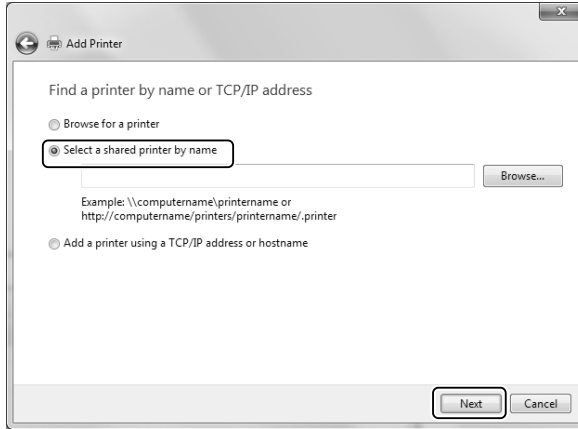 Add Printer
Find a printer by name or TCP/IP address
Browse for a printer
Select a shared printer by name
Browse...
Example: \\computername\printername or
http://computername/printers/printername/.printer
Add a printer using a TCP/IP address or hostname
Next Cancel